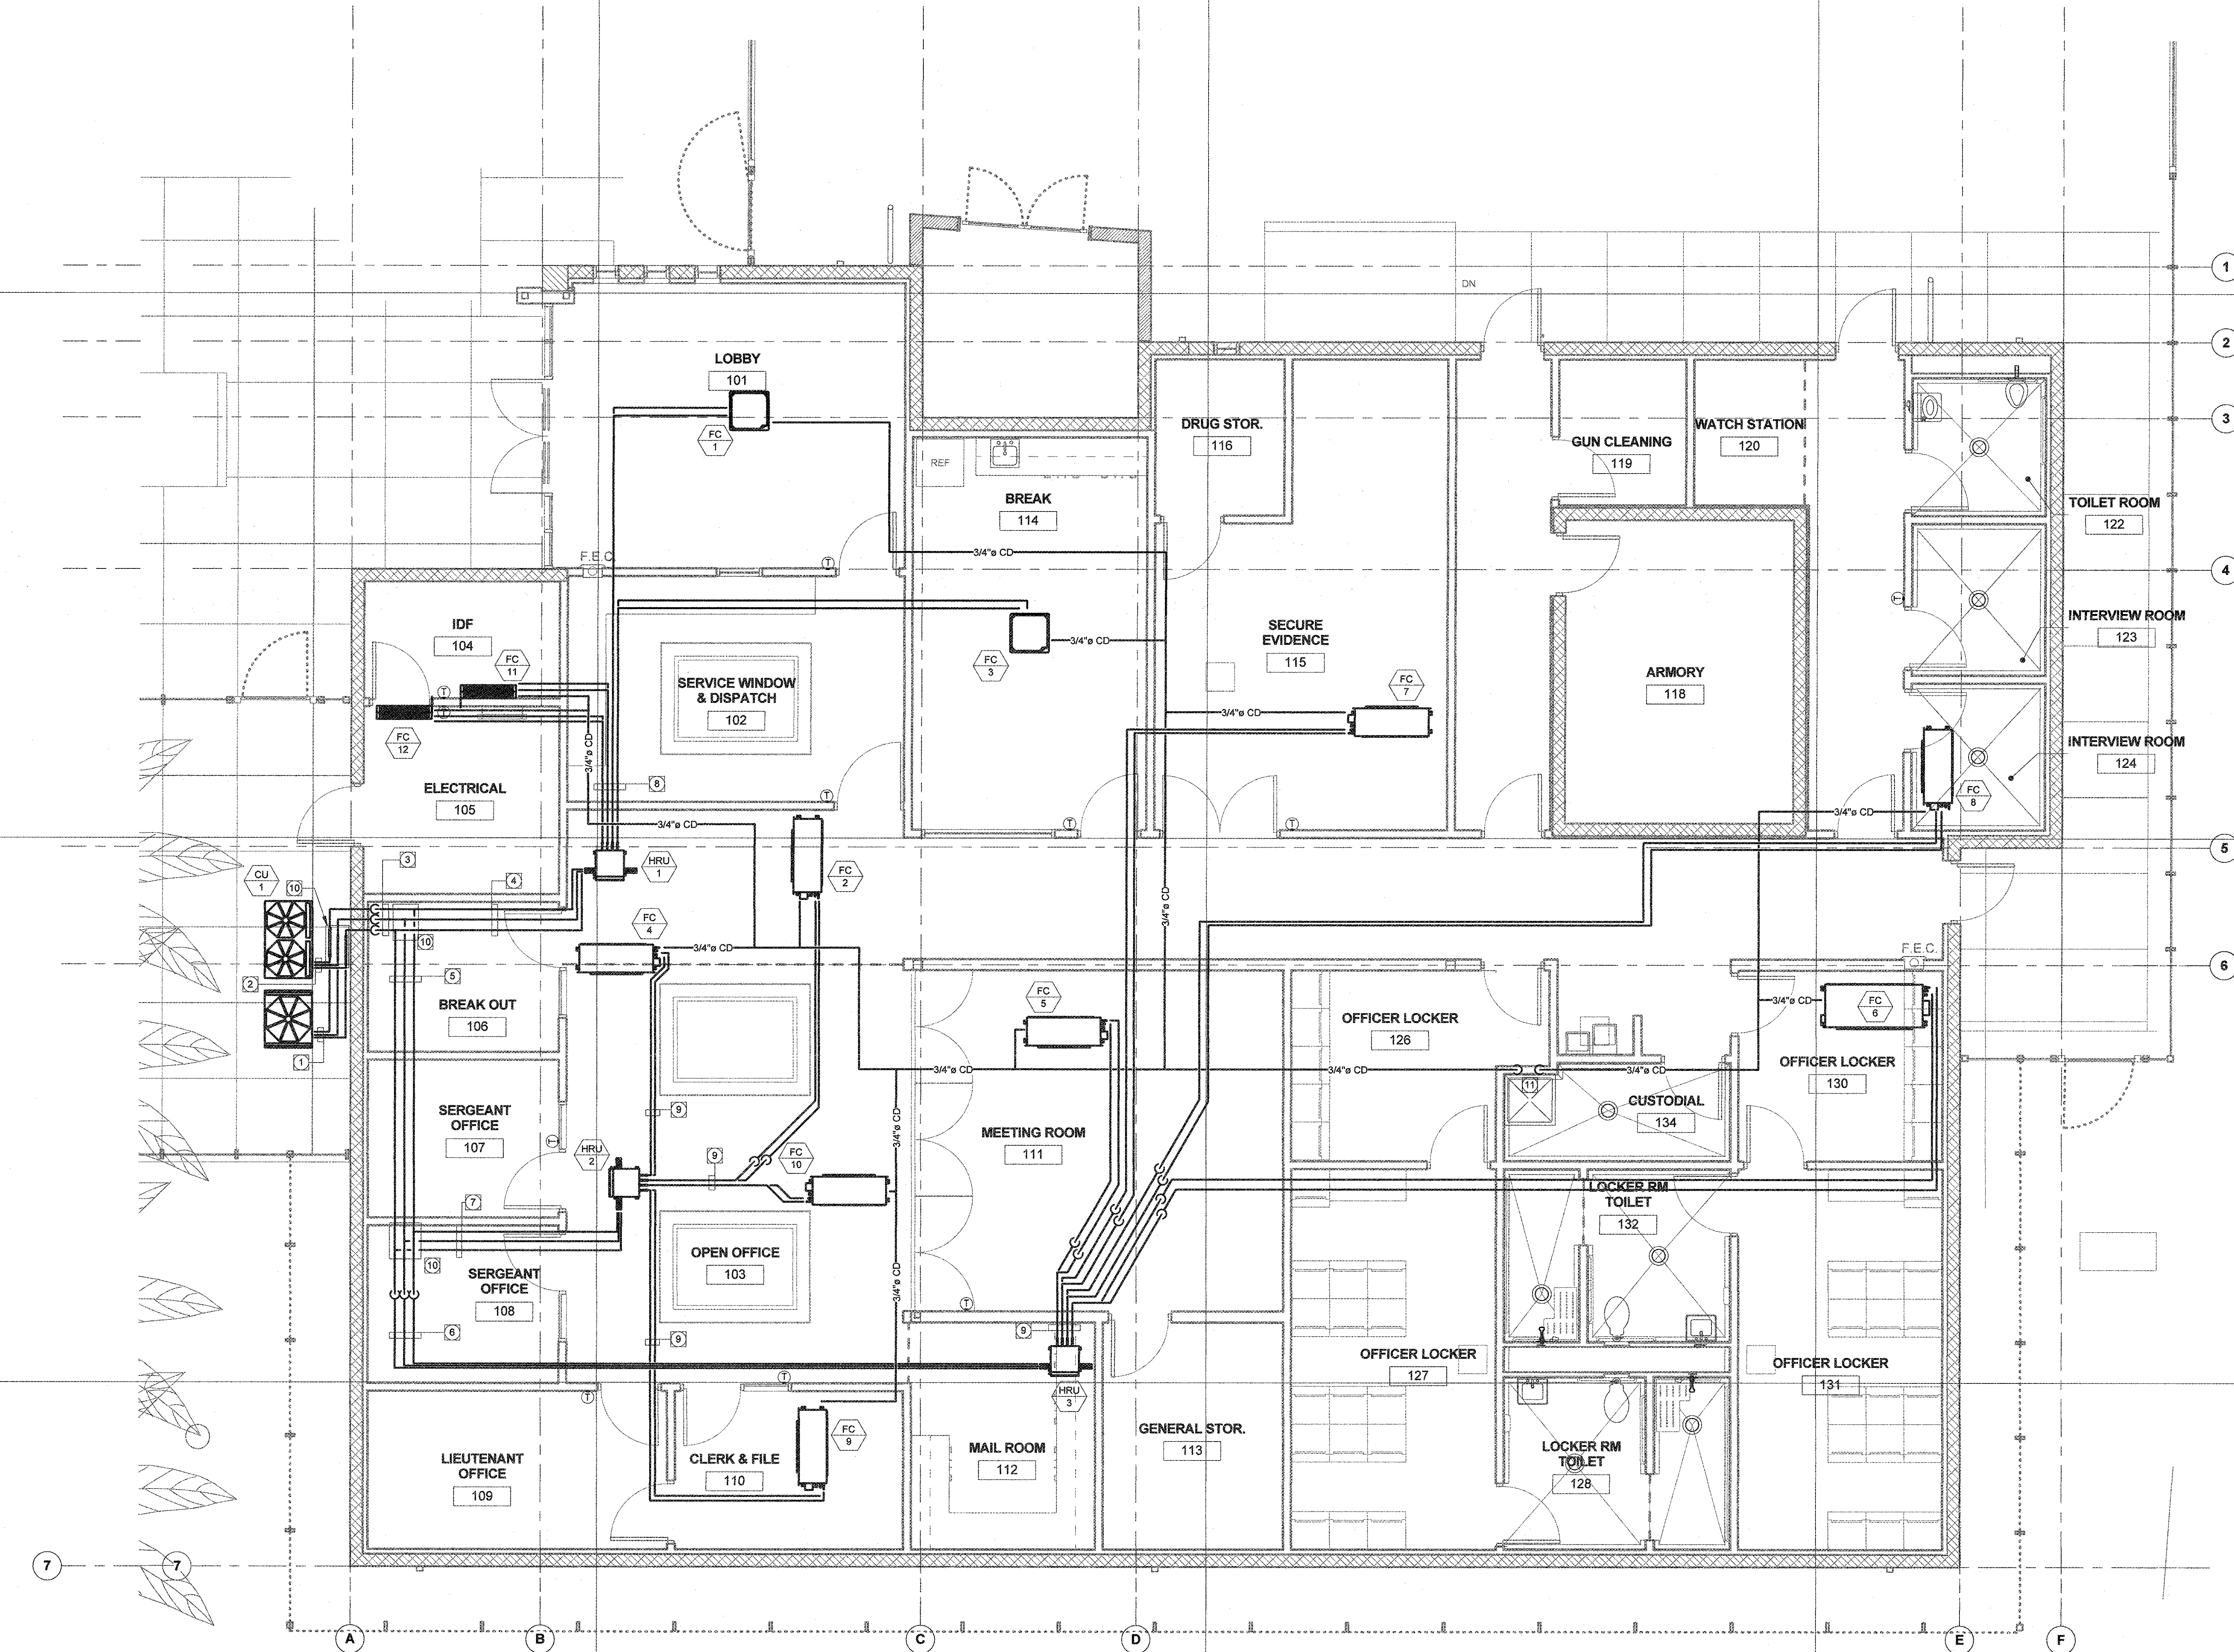 1
DN
2
LOBBY
101
FC
1
3
DRUG STOR.
116
GUN CLEANING
119
WATCH STATION
120
REF
BREAK
114
TOILET ROOM
122
3/4"ø CD
F.E.C.
T
4
T
IDF
104
INTERVIEW ROOM
123
SECURE
EVIDENCE
115
3/4"ø CD
FC
11
FC
3
ARMORY
118
SERVICE WINDOW
& DISPATCH
102
FC
7
T
T
3/4"ø CD
FC
12
INTERVIEW ROOM
124
3/4"ø CD
8
ELECTRICAL
105
FC
8
T
3/4"ø CD
T
T
3/4"ø CD
5
3
HRU
1
FC
2
CU
1
10
4
3/4"ø CD
FC
4
10
3/4"ø CD
F.E.C.
6
5
2
BREAK OUT
106
FC
5
3/4"ø CD
FC
6
OFFICER LOCKER
126
1
OFFICER LOCKER
130
3/4"ø CD
3/4"ø CD
3/4"ø CD
11
9
SERGEANT
OFFICE
107
CUSTODIAL
134
3/4"ø CD
T
MEETING ROOM
111
HRU
2
9
FC
10
LOCKER RM
TOILET
132
7
OPEN OFFICE
103
10
SERGEANT
OFFICE
108
3/4"ø CD
T
6
9
9
OFFICER LOCKER
127
OFFICER LOCKER
131
T
T
HRU
3
FC
9
GENERAL STOR.
113
MAIL ROOM
112
LOCKER RM
TOILET
128
LIEUTENANT
OFFICE
109
CLERK & FILE
110
7
7
A
B
C
D
E
F